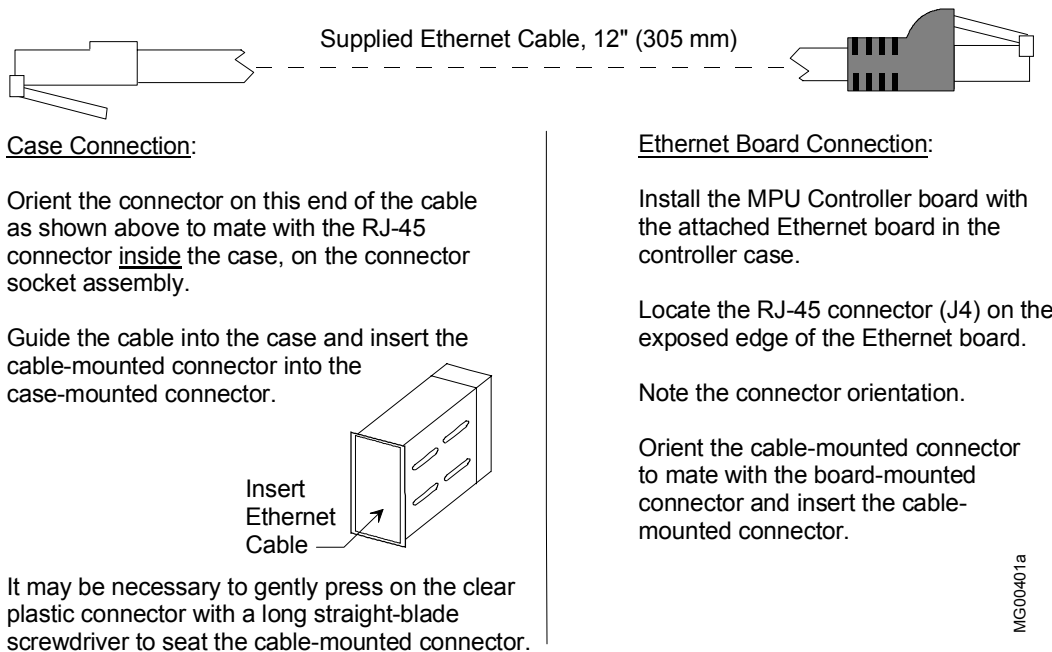 Supplied Ethernet Cable, 12" (305 mm)
Case Connection:
Orient the connector on this end of the cable
as shown above to mate with the RJ-45
connector inside the case, on the connector
socket assembly.
Guide the cable into the case and insert the
cable-mounted connector into the
case-mounted connector.
Insert
Ethernet
Cable
It may be necessary to gently press on the clear
plastic connector with a long straight-blade
screwdriver to seat the cable-mounted connector.
Ethernet Board Connection:
Install the MPU Controller board with
the attached Ethernet board in the
controller case.
Locate the RJ-45 connector (J4) on the
exposed edge of the Ethernet board.
Note the connector orientation.
Orient the cable-mounted connector
to mate with the board-mounted
connector and insert the cable-
mounted connector.
MG00401a